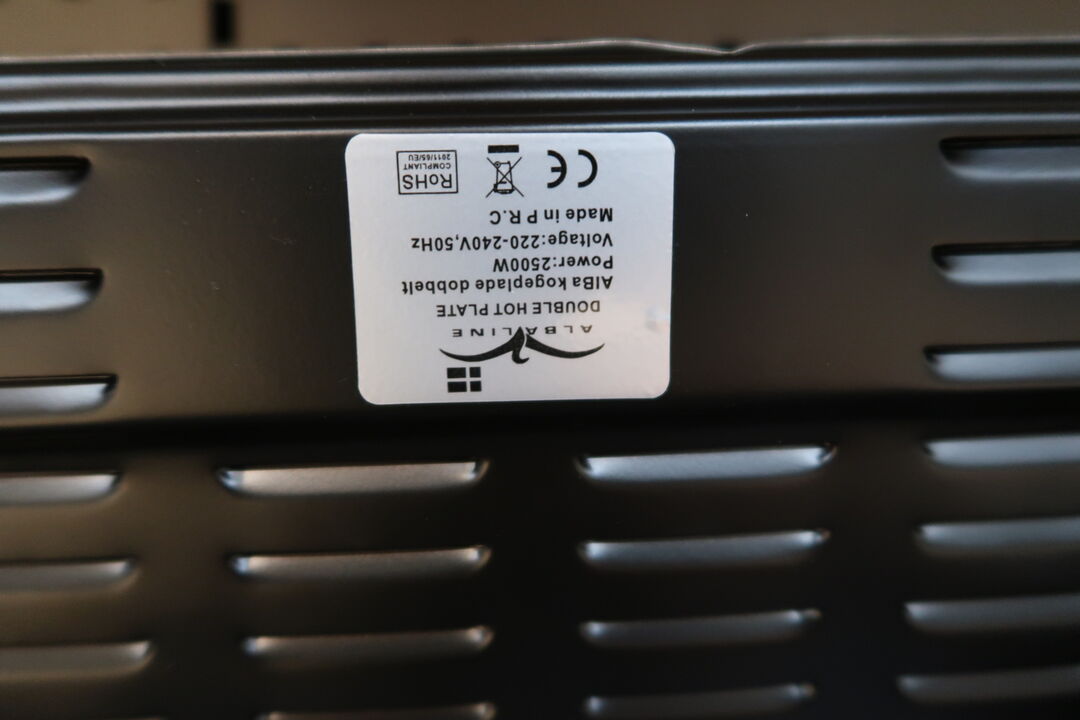 ALBALINE
DOUBLE HOT PLATE
AlBa kogeplade dobbelt
Power:2500W
Voltage:220-240V,50Hz
Made in P R.C
CE
RoHS
COMPLIANT
2011/65/EU